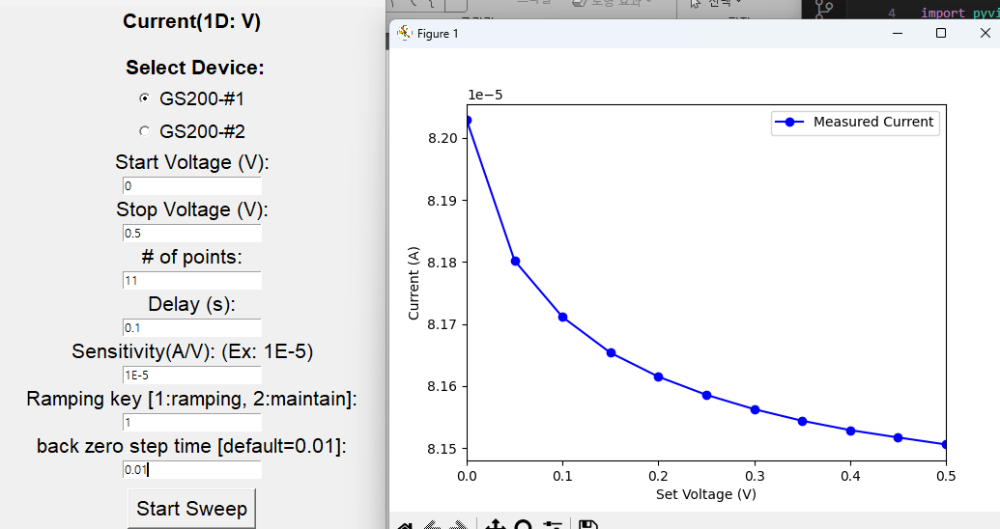 Current(1D: V)
Select Device:
GS200-#1
GS200-#2
Start Voltage (V):
0
Stop Voltage (V):
0.5
# of points:
11
Delay (s):
0.1
Sensitivity(A/V): (Ex: 1E-5)
1E-5
Ramping key [1:ramping, 2:maintain]:
1
back zero step time [default=0.01]:
0.01
Start Sweep
4 import pyvi
Figure 1
1e−5
Measured Current
8.20
8.19
8.18
8.17
8.16
8.15
Current (A)
0.0 0.1 0.2 0.3 0.4 0.5
Set Voltage (V)